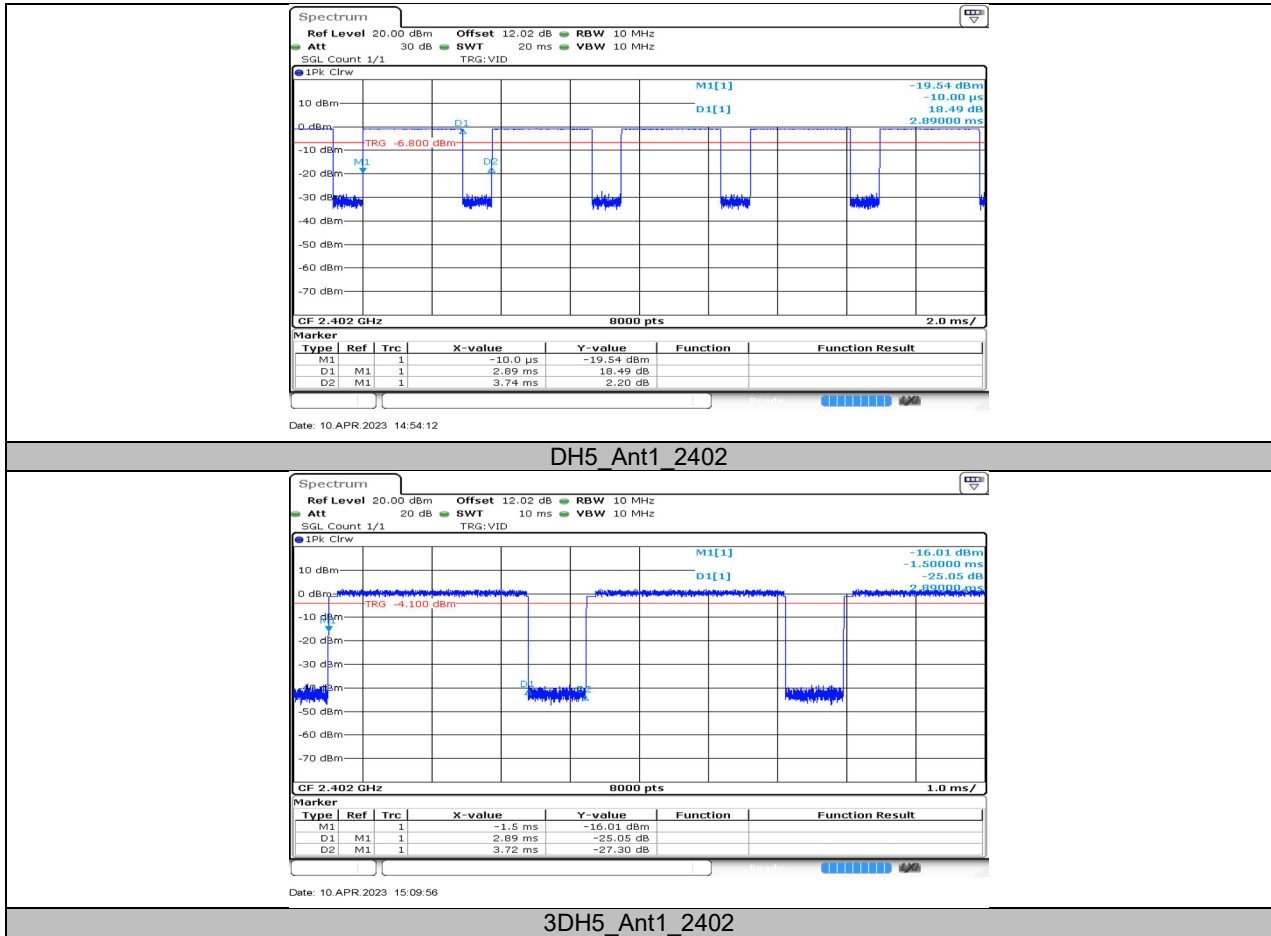 Spectrum
Ref Level 20.00 dBm Offset 12.02 dB RBW 10 MHz
Att 30 dB SWT 20 ms VBW 10 MHz
SGL Count 1/1 TRG:VID
1Pk Clrw
M1[1] -19.54 dBm
-10.00 µs
10 dBm
D1[1] 18.49 dB
2.89000 ms
0 dBm
D1
TRG -6.800 dBm
-10 dBm
M1 D2
-20 dBm
-30 dBm
-40 dBm
-50 dBm
-60 dBm
-70 dBm
CF 2.402 GHz 8000 pts 2.0 ms/
Marker
Type Ref Trc X-value Y-value Function Function Result
M1 1 -10.0 µs -19.54 dBm
D1 M1 1 2.89 ms 18.49 dB
D2 M1 1 3.74 ms 2.20 dB
Ready
Date: 10.APR.2023 14:54:12
DH5_Ant1_2402
Spectrum
Ref Level 20.00 dBm Offset 12.02 dB RBW 10 MHz
Att 20 dB SWT 10 ms VBW 10 MHz
SGL Count 1/1 TRG:VID
1Pk Clrw
M1[1] -16.01 dBm
-1.50000 ms
10 dBm
D1[1] -25.05 dB
2.89000 ms
0 dBm
TRG -4.100 dBm
-10 dBm
M1
-20 dBm
-30 dBm
D1 D2
-40 dBm
-50 dBm
-60 dBm
-70 dBm
CF 2.402 GHz 8000 pts 1.0 ms/
Marker
Type Ref Trc X-value Y-value Function Function Result
M1 1 -1.5 ms -16.01 dBm
D1 M1 1 2.89 ms -25.05 dB
D2 M1 1 3.72 ms -27.30 dB
Ready
Date: 10.APR.2023 15:09:56
3DH5_Ant1_2402